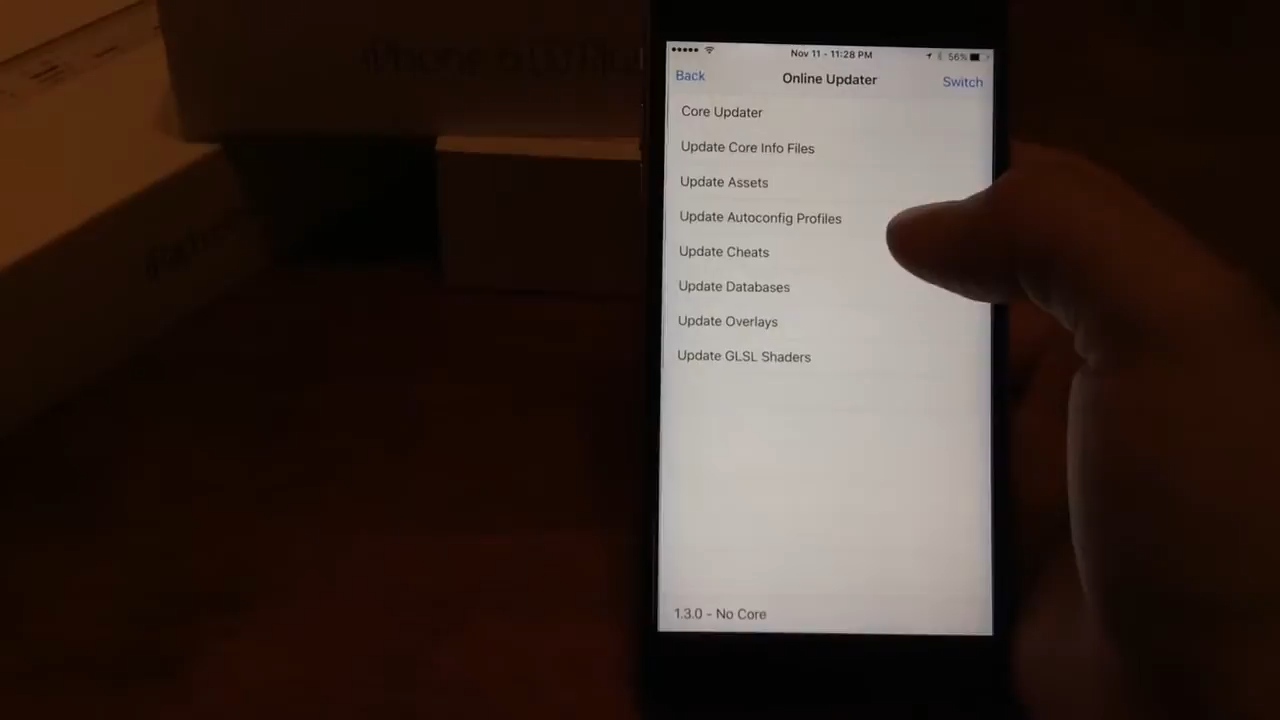 Nov 11 - 11:28 PM
56%
Back
Online Updater
Switch
Core Updater
Update Core Info Files
Update Assets
Update Autoconfig Profiles
Update Cheats
Update Databases
Update Overlays
Update GLSL Shaders
1.3.0 - No Core